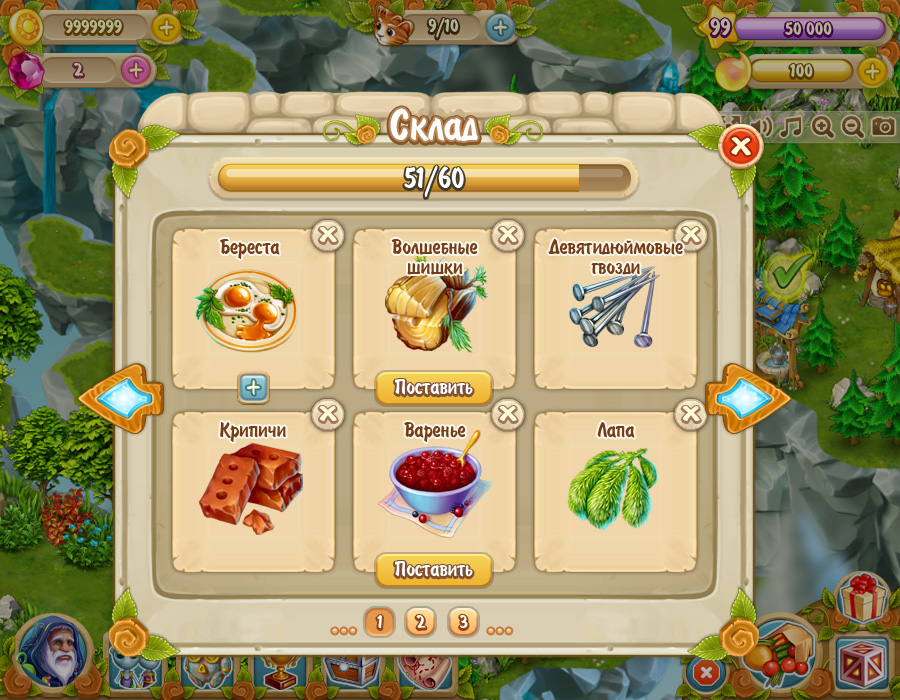 9999999
9/10
99
50 000
2
100
Склад
51/60
Береста
Волшебные
шишки
Девятидюймовые
гвозди
Поставить
Крипичи
Варенье
Лапа
Поставить
1
2
3